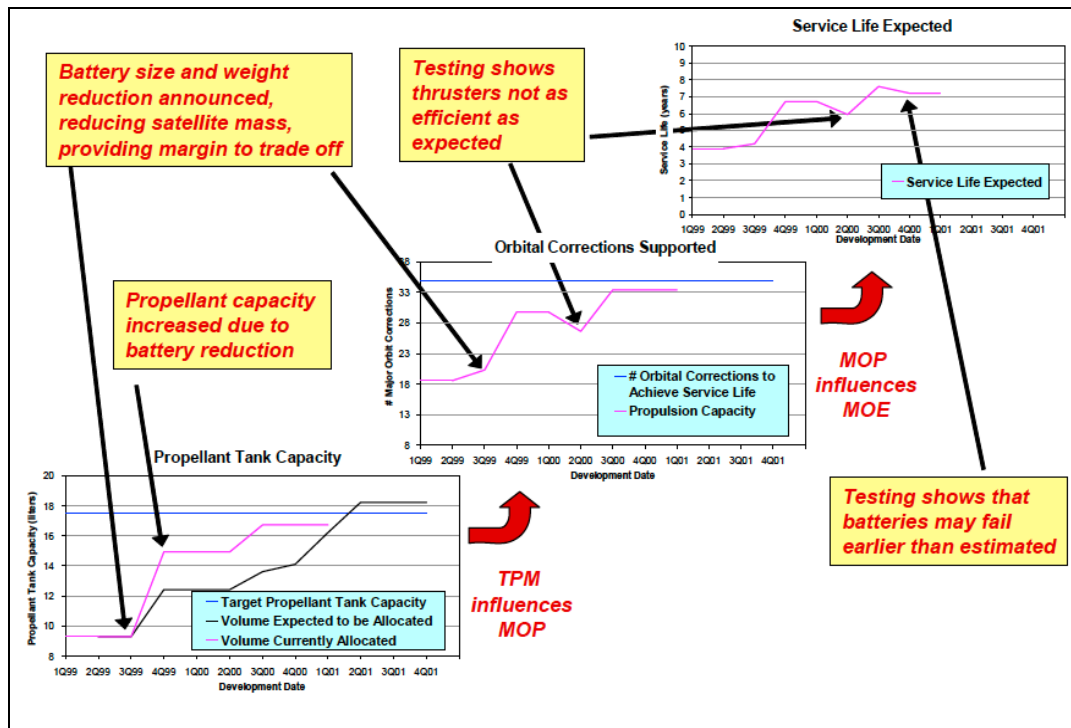 Service Life Expected
Battery size and weight
reduction announced,
reducing satellite mass,
providing margin to trade off
Testing shows
thrusters not as
efficient as
expected
Service Life (years)
10
9
8
7
6
5
4
3
2
1
0
Service Life Expected
1Q99 2Q99 3Q99 4Q99 1Q00 2Q00 3Q00 4Q00 1Q01 2Q01 3Q01 4Q01
Development Date
Orbital Corrections Supported
# Major Orbit Corrections
38
33
28
23
18
13
8
# Orbital Corrections to
Achieve Service Life
Propulsion Capacity
1Q99 2Q99 3Q99 4Q99 1Q00 2Q00 3Q00 4Q00 1Q01 2Q01 3Q01 4Q01
Development Date
Propellant capacity
increased due to
battery reduction
MOP
influences
MOE
Propellant Tank Capacity
Propellant Tank Capacity (liters)
20
18
16
14
12
10
8
Target Propellant Tank Capacity
Volume Expected to be Allocated
Volume Currently Allocated
1Q99 2Q99 3Q99 4Q99 1Q00 2Q00 3Q00 4Q00 1Q01 2Q01 3Q01 4Q01
Development Date
TPM
influences
MOP
Testing shows that
batteries may fail
earlier than estimated